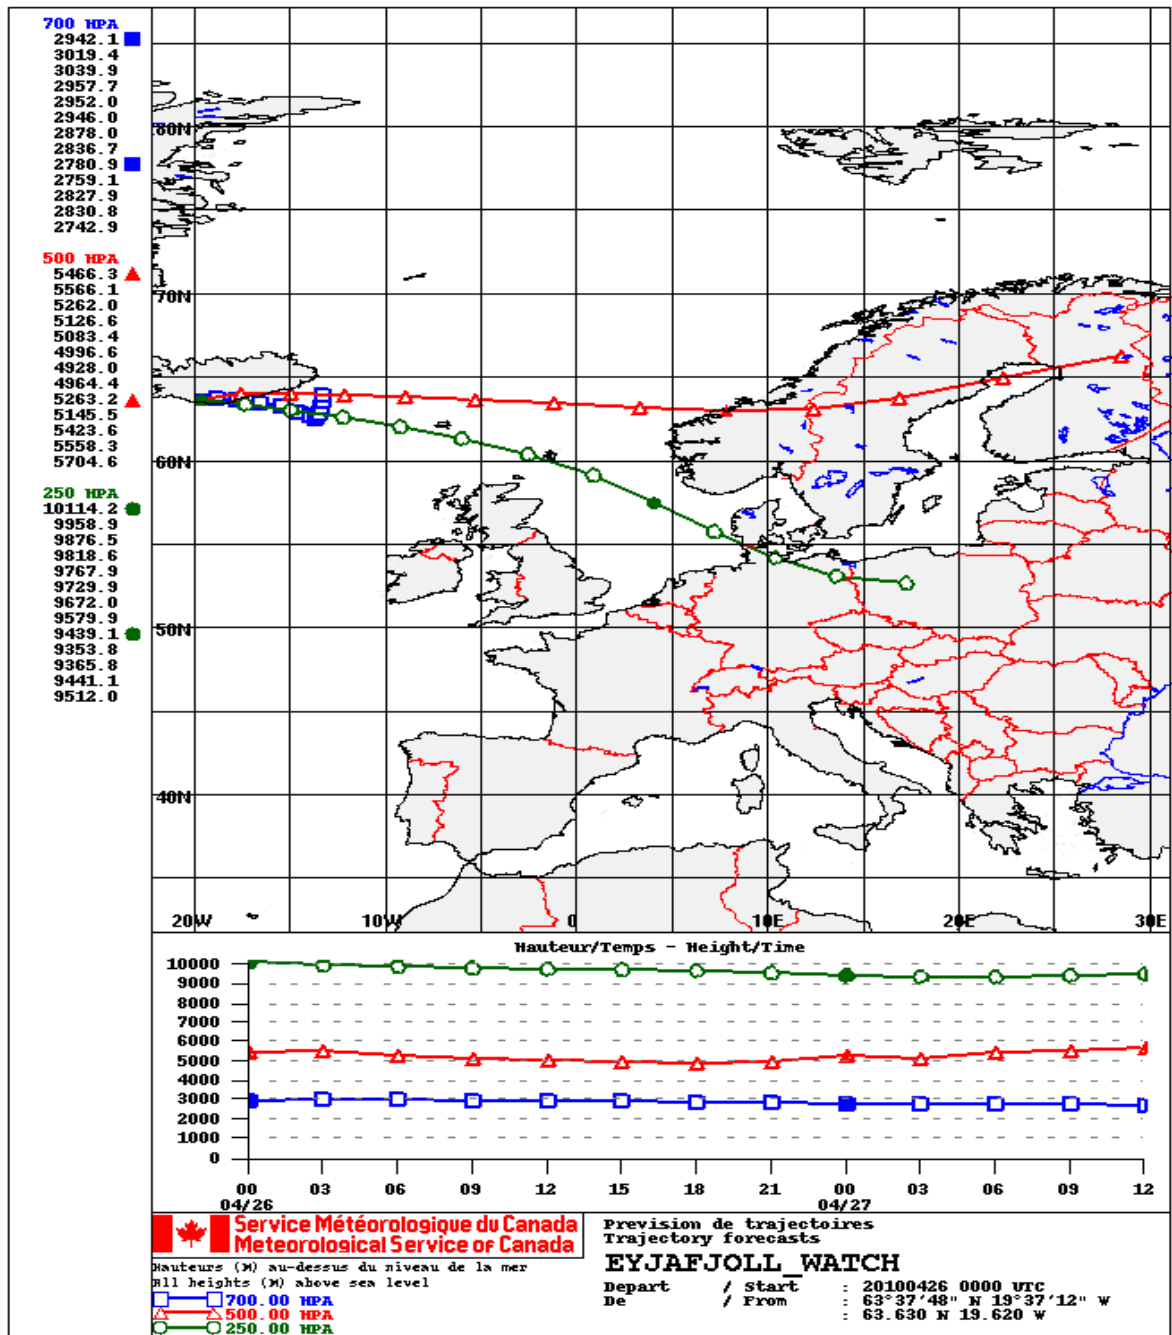 700 HPA
2942.1
3019.4
3039.9
2957.7
2952.0
2946.0
2878.0
2836.7
2780.9
2759.1
2827.9
2830.8
2742.9
500 HPA
5466.3
5566.1
5262.0
5126.6
5083.4
4996.6
4928.0
4964.4
5263.2
5145.5
5423.6
5558.3
5704.6
250 HPA
10114.2
9958.9
9876.5
9818.6
9767.9
9729.9
9672.0
9579.9
9439.1
9353.8
9365.8
9441.1
9512.0
80N
70N
60N
50N
40N
20W 10W 0 10E 20E 30E
Hauteur/Temps - Height/Time
10000
9000
8000
7000
6000
5000
4000
3000
2000
1000
0
00 03 06 09 12 15 18 21 00 03 06 09 12
04/26 04/27
Service Météorologique du Canada
Meteorological Service of Canada
Hauteurs (M) au-dessus du niveau de la mer
All heights (M) above sea level
700.00 HPA
500.00 HPA
250.00 HPA
Prevision de trajectoires
Trajectory forecasts
EYJAFJOLL_WATCH
Depart / Start : 20100426 0000 UTC
De / From : 63°37'48" N 19°37'12" W
: 63.630 N 19.620 W